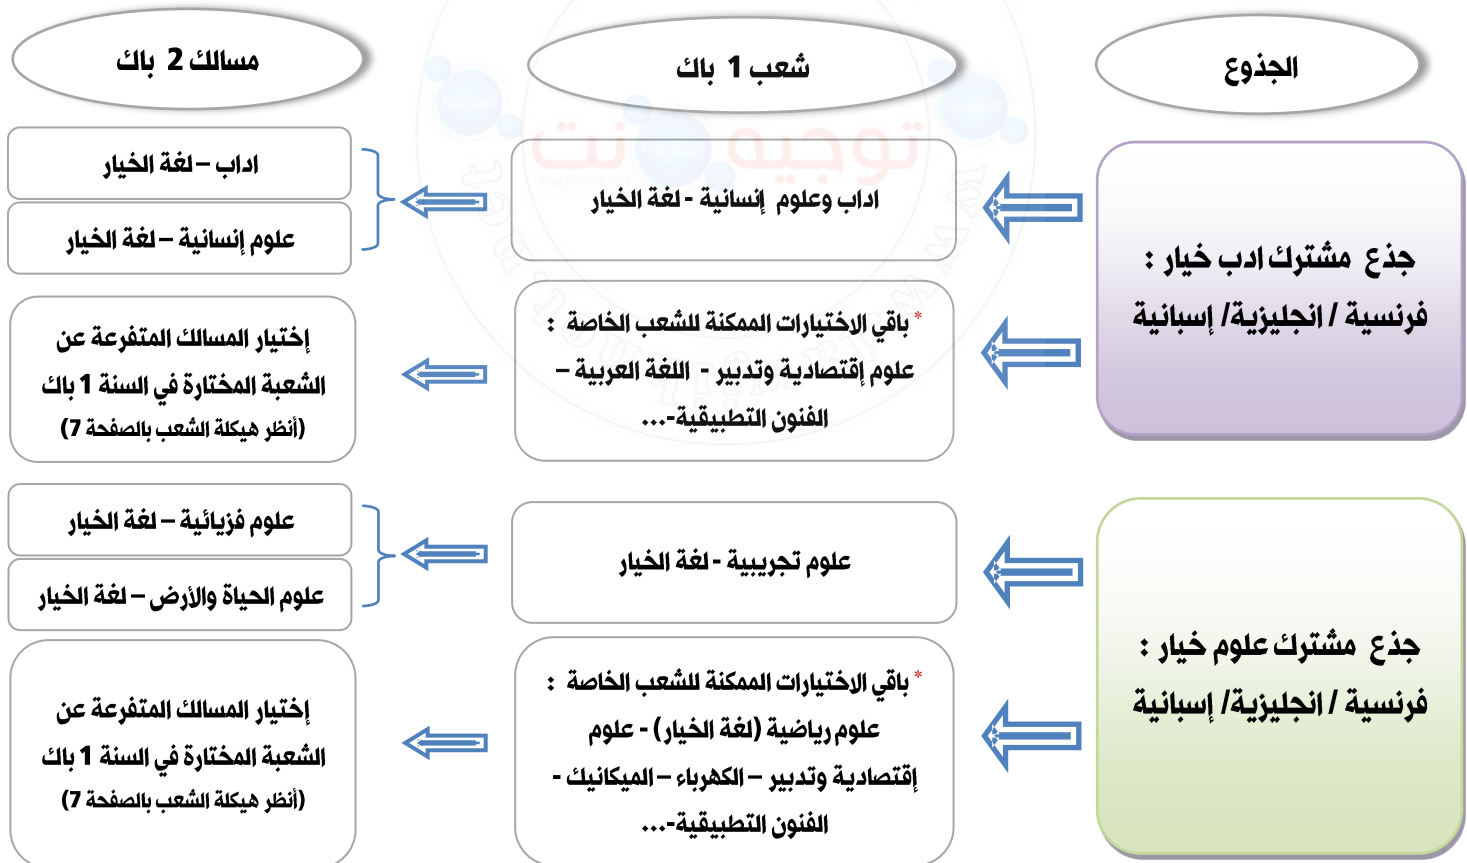 الجذوع
شعب 1 باك
مسالك 2 باك
توجيه نت
جذع مشترك ادب خيار :
فرنسية / انجليزية/ إسبانية
اداب وعلوم إنسانية - لغة الخيار
اداب – لغة الخيار
علوم إنسانية – لغة الخيار
* باقي الاختيارات الممكنة للشعب الخاصة :
علوم إقتصادية وتدبير - اللغة العربية –
الفنون التطبيقية-...
إختيار المسالك المتفرعة عن
الشعبة المختارة في السنة 1 باك
(أنظر هيكلة الشعب بالصفحة 7)
جذع مشترك علوم خيار :
فرنسية / انجليزية/ إسبانية
علوم تجريبية - لغة الخيار
علوم فزيائية – لغة الخيار
علوم الحياة والأرض – لغة الخيار
* باقي الاختيارات الممكنة للشعب الخاصة :
علوم رياضية (لغة الخيار) - علوم
إقتصادية وتدبير – الكهرباء – الميكانيك -
الفنون التطبيقية-...
إختيار المسالك المتفرعة عن
الشعبة المختارة في السنة 1 باك
(أنظر هيكلة الشعب بالصفحة 7)